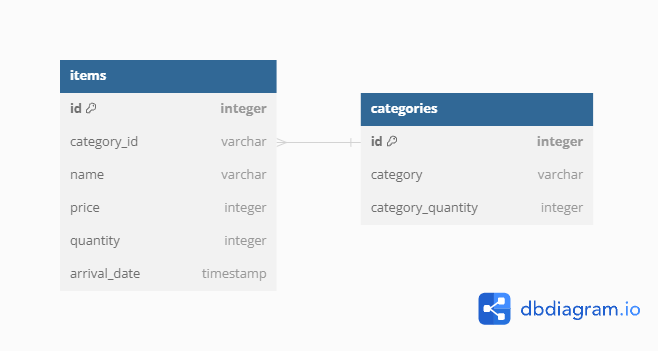 items
id integer
category_id varchar
name varchar
price integer
quantity integer
arrival_date timestamp
categories
id integer
category varchar
category_quantity integer
dbdiagram.io